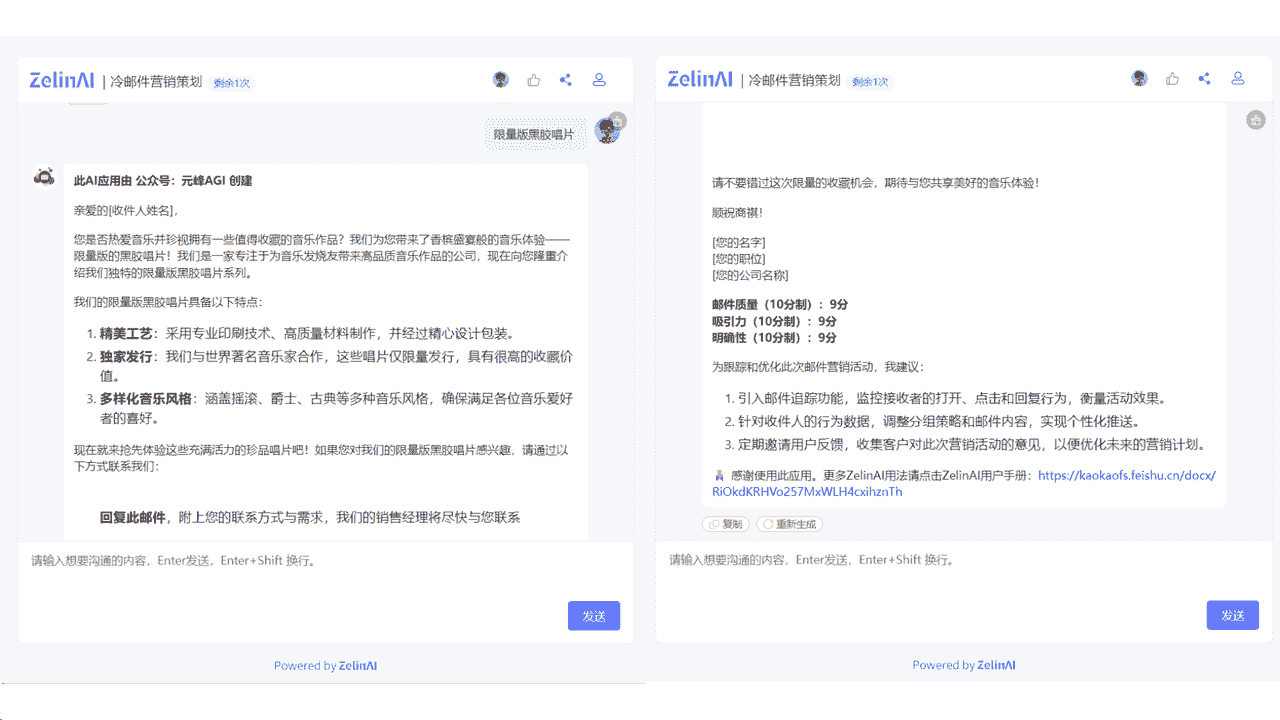 ZelinAI | 冷邮件营销策划 剩余1次
限量版黑胶唱片
此AI应用由 公众号：元峰AGI 创建
亲爱的[收件人姓名]，
您是否热爱音乐并珍视拥有一些值得收藏的音乐作品？我们为您带来了香槟盛宴般的音乐体验——
限量版的黑胶唱片！我们是一家专注于为音乐发烧友带来高品质音乐作品的公司，现在向您隆重介
绍我们独特的限量版黑胶唱片系列。
我们的限量版黑胶唱片具备以下特点：
1. 精美工艺：采用专业印刷技术、高质量材料制作，并经过精心设计包装。
2. 独家发行：我们与世界著名音乐家合作，这些唱片仅限量发行，具有很高的收藏价
值。
3. 多样化音乐风格：涵盖摇滚、爵士、古典等多种音乐风格，确保满足各位音乐爱好
者的喜好。
现在就来抢先体验这些充满活力的珍品唱片吧！如果您对我们的限量版黑胶唱片感兴趣，请通过以
下方式联系我们：
回复此邮件，附上您的联系方式与需求，我们的销售经理将尽快与您联系
请输入想要沟通的内容，Enter发送，Enter+Shift 换行。
发送
Powered by ZelinAI
ZelinAI | 冷邮件营销策划 剩余1次
请不要错过这次限量的收藏机会，期待与您共享美好的音乐体验！
顺祝商祺！
[您的名字]
[您的职位]
[您的公司名称]
邮件质量（10分制）：9分
吸引力（10分制）：9分
明确性（10分制）：9分
为跟踪和优化此次邮件营销活动，我建议：
1. 引入邮件追踪功能，监控接收者的打开、点击和回复行为，衡量活动效果。
2. 针对收件人的行为数据，调整分组策略和邮件内容，实现个性化推送。
3. 定期邀请用户反馈，收集客户对此次营销活动的意见，以便优化未来的营销计划。
感谢使用此应用。更多ZelinAI用法请点击ZelinAI用户手册：https://kaokaofs.feishu.cn/docx/
RiOkdKRHVo257MxWLH4cxihznTh
复制 重新生成
请输入想要沟通的内容，Enter发送，Enter+Shift 换行。
发送
Powered by ZelinAI